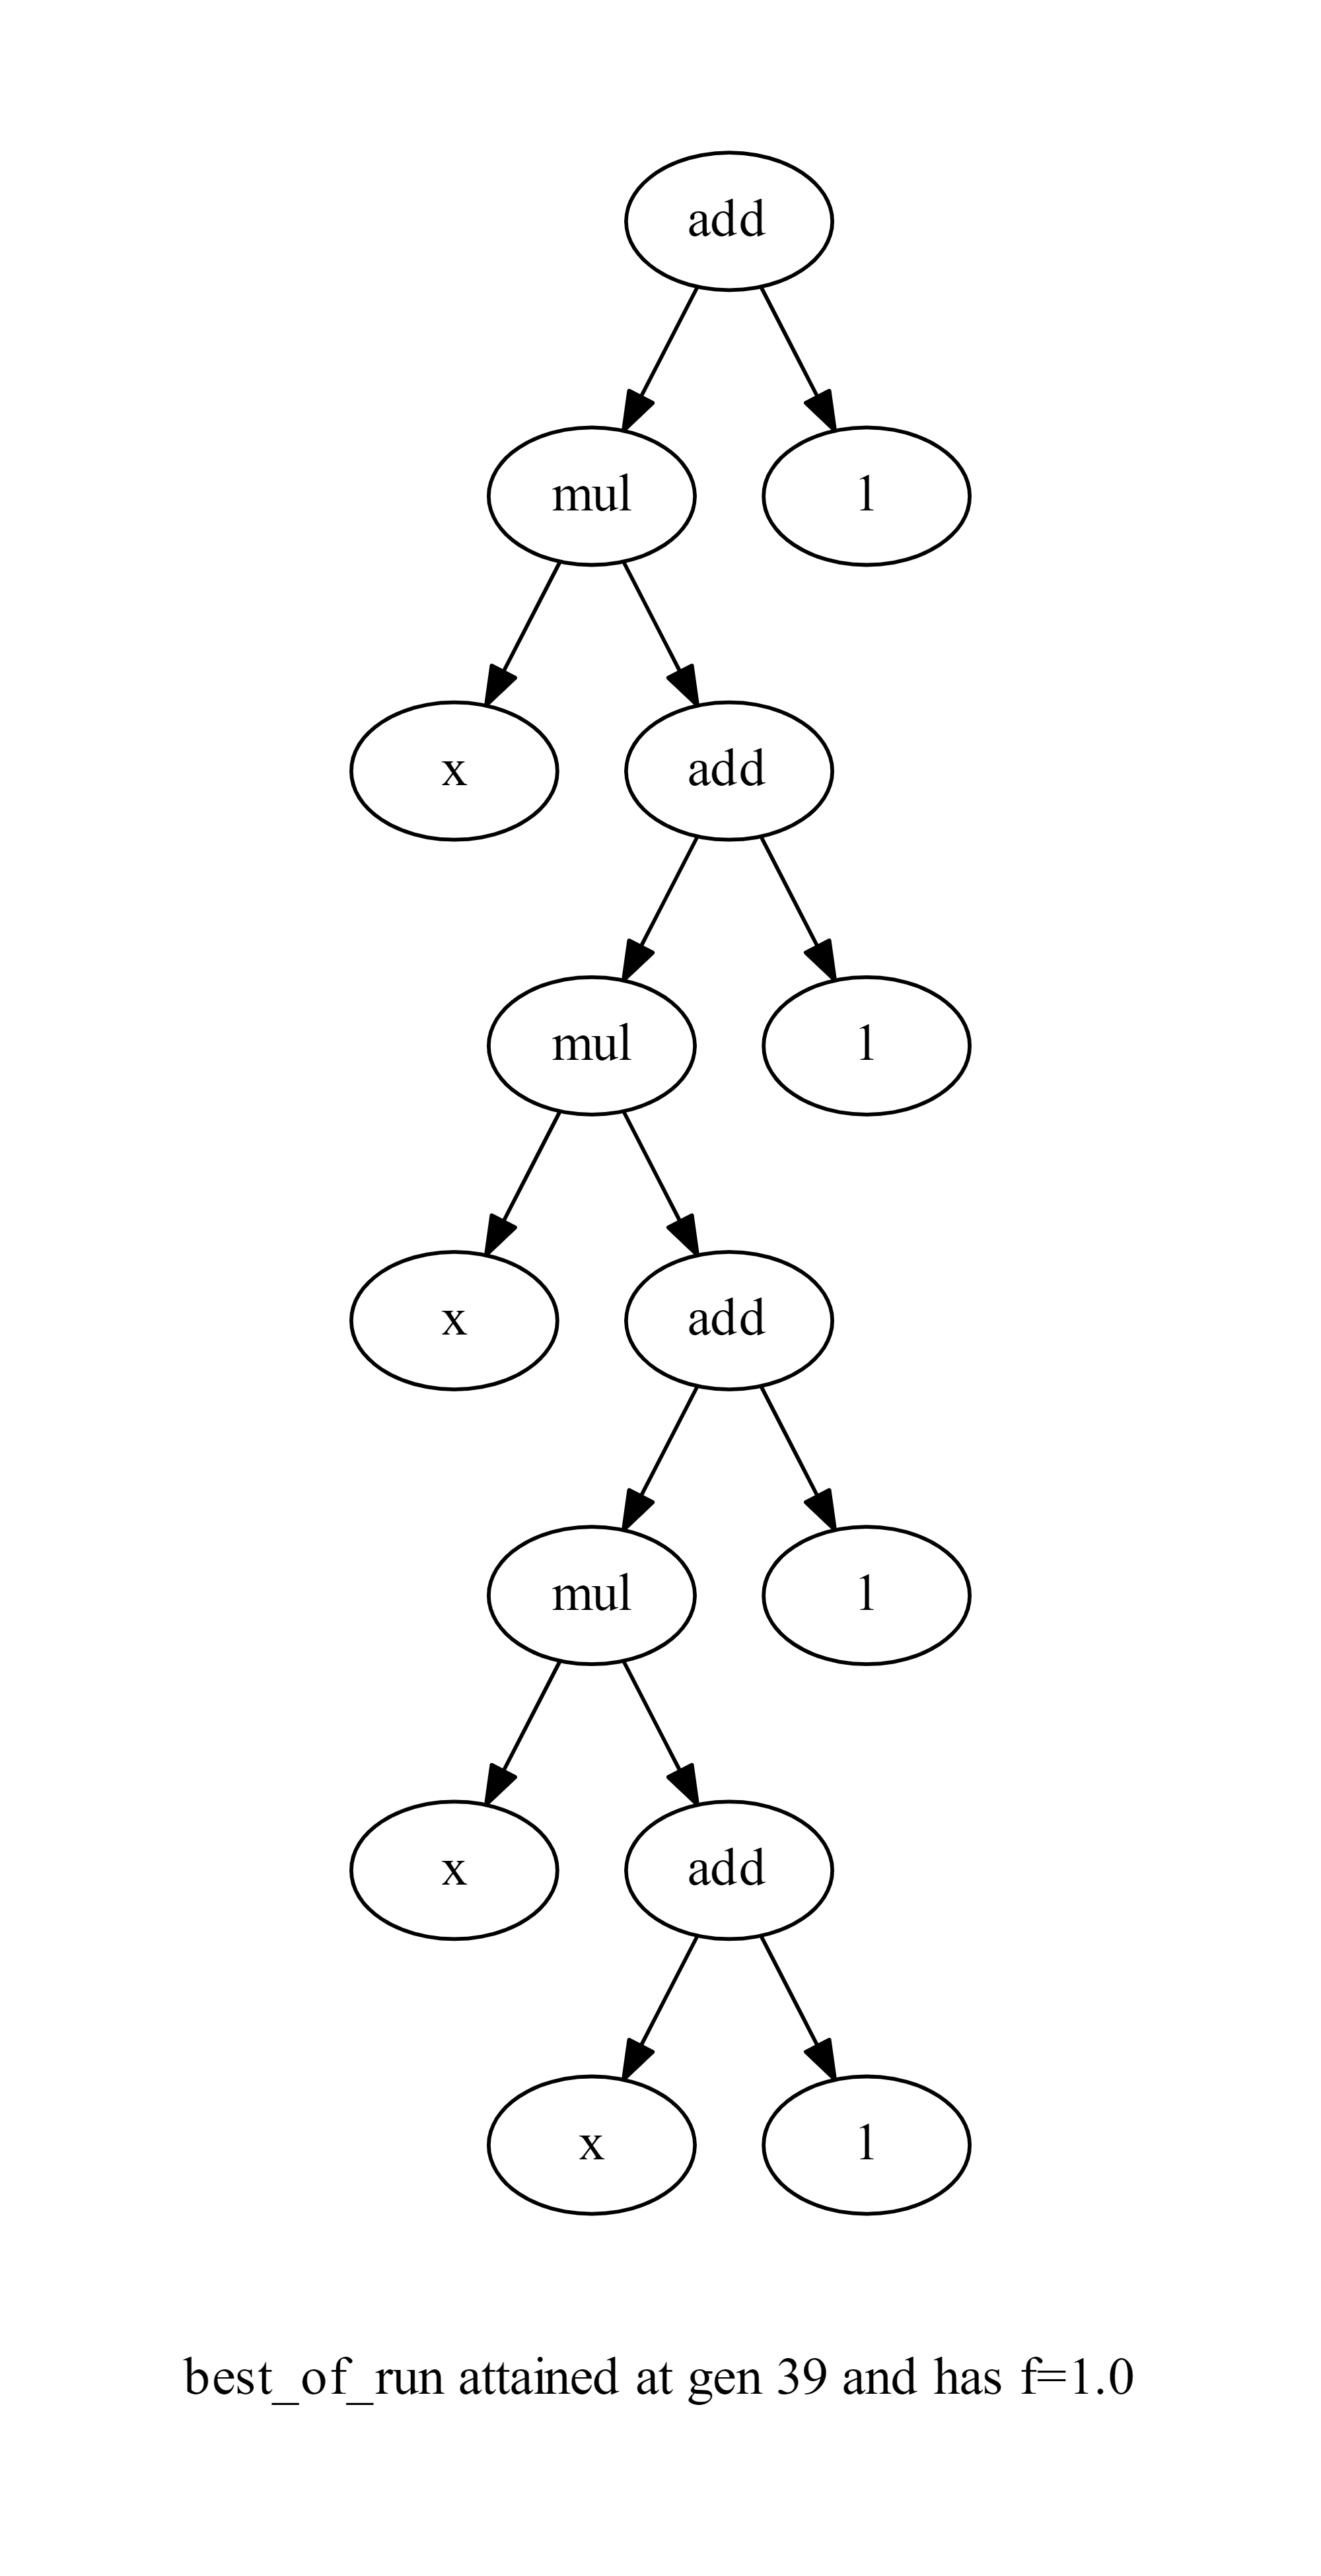 add
mul 1
x add
mul 1
x add
mul 1
x add
x 1
best_of_run attained at gen 39 and has f=1.0